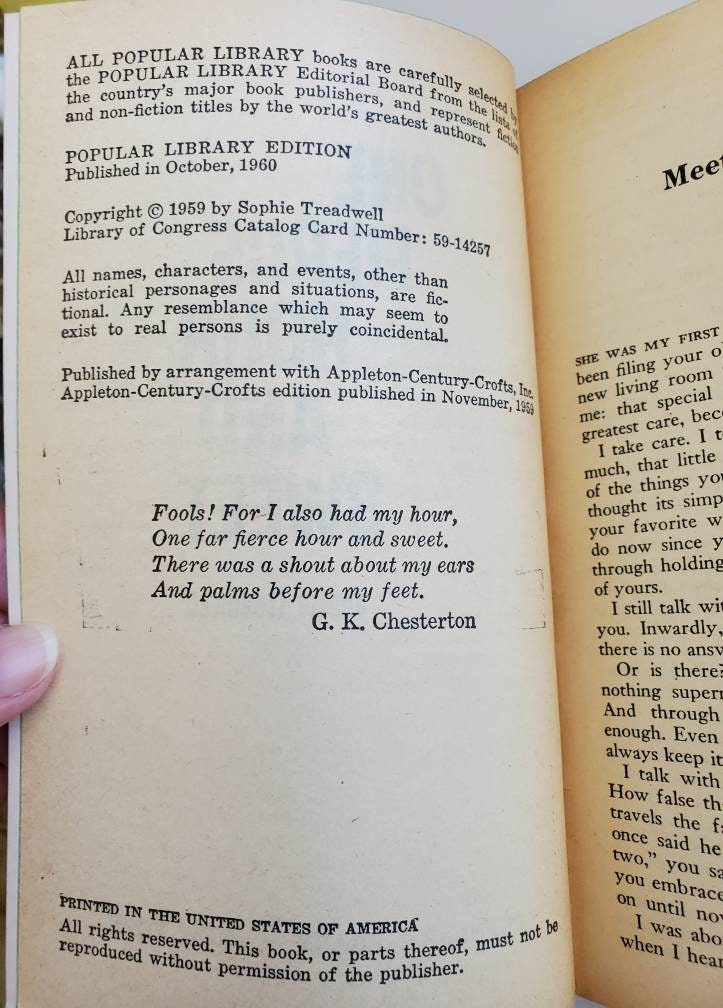 ALL POPULAR LIBRARY books are carefully selected by
the POPULAR LIBRARY Editorial Board from the lists of
the country's major book publishers, and represent fiction
and non-fiction titles by the world's greatest authors.
POPULAR LIBRARY EDITION
Published in October, 1960
Copyright © 1959 by Sophie Treadwell
Library of Congress Catalog Card Number: 59-14257
All names, characters, and events, other than
historical personages and situations, are fic-
tional. Any resemblance which may seem to
exist to real persons is purely coincidental.
Published by arrangement with Appleton-Century-Crofts, Inc.
Appleton-Century-Crofts edition published in November, 1959
Fools! For I also had my hour,
One far fierce hour and sweet.
There was a shout about my ears
And palms before my feet.
G. K. Chesterton
PRINTED IN THE UNITED STATES OF AMERICA
All rights reserved. This book, or parts thereof, must not be
reproduced without permission of the publisher.
SHE WAS MY FIRST
been filing your
new living room
me: that special
greatest care,
I take care. I
much, that little
of the things
thought its
your favorite
do now since
through holding
of yours.
I still talk
you. Inwardly,
there is no
Or is there?
nothing
And through
enough. Even
always keep it
I talk with
How false
travels the
once said he
two," you
you embrace
on until
I was
when I